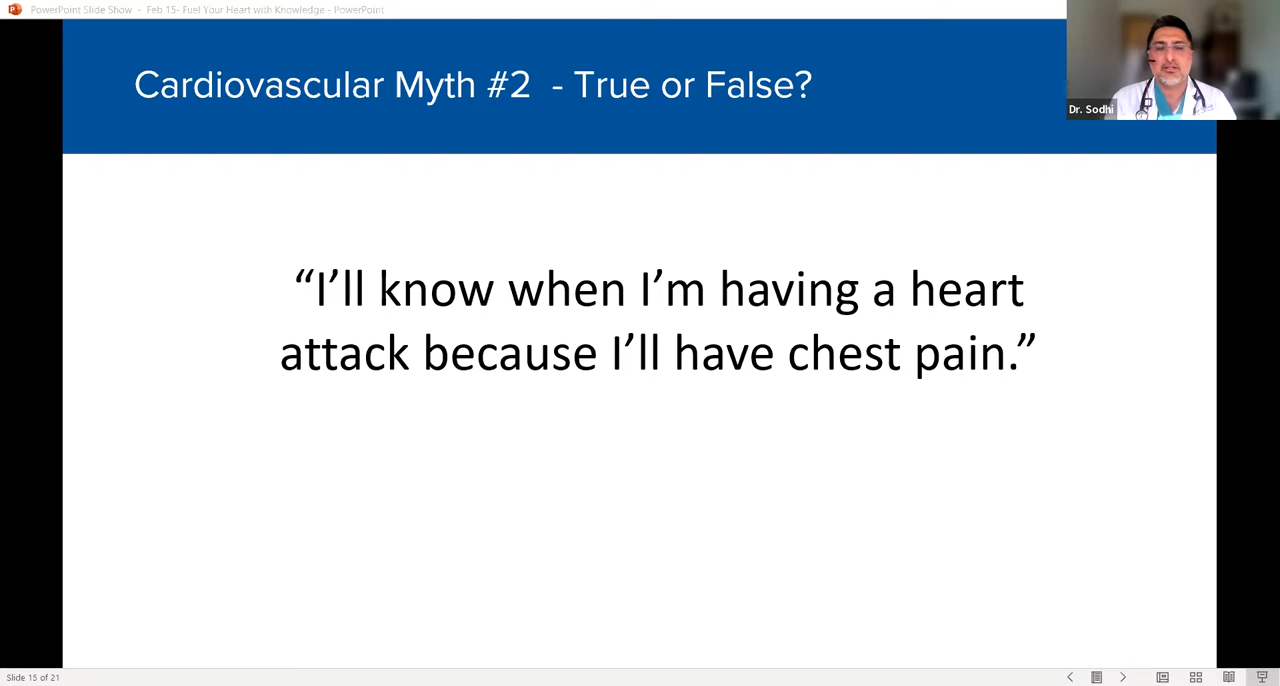 PowerPoint Slide Show - Feb 15- Fuel Your Heart with Knowledge - PowerPoint
Cardiovascular Myth #2 - True or False?
Dr. Sodhi
“I’ll know when I’m having a heart
attack because I’ll have chest pain.”
Slide 15 of 21